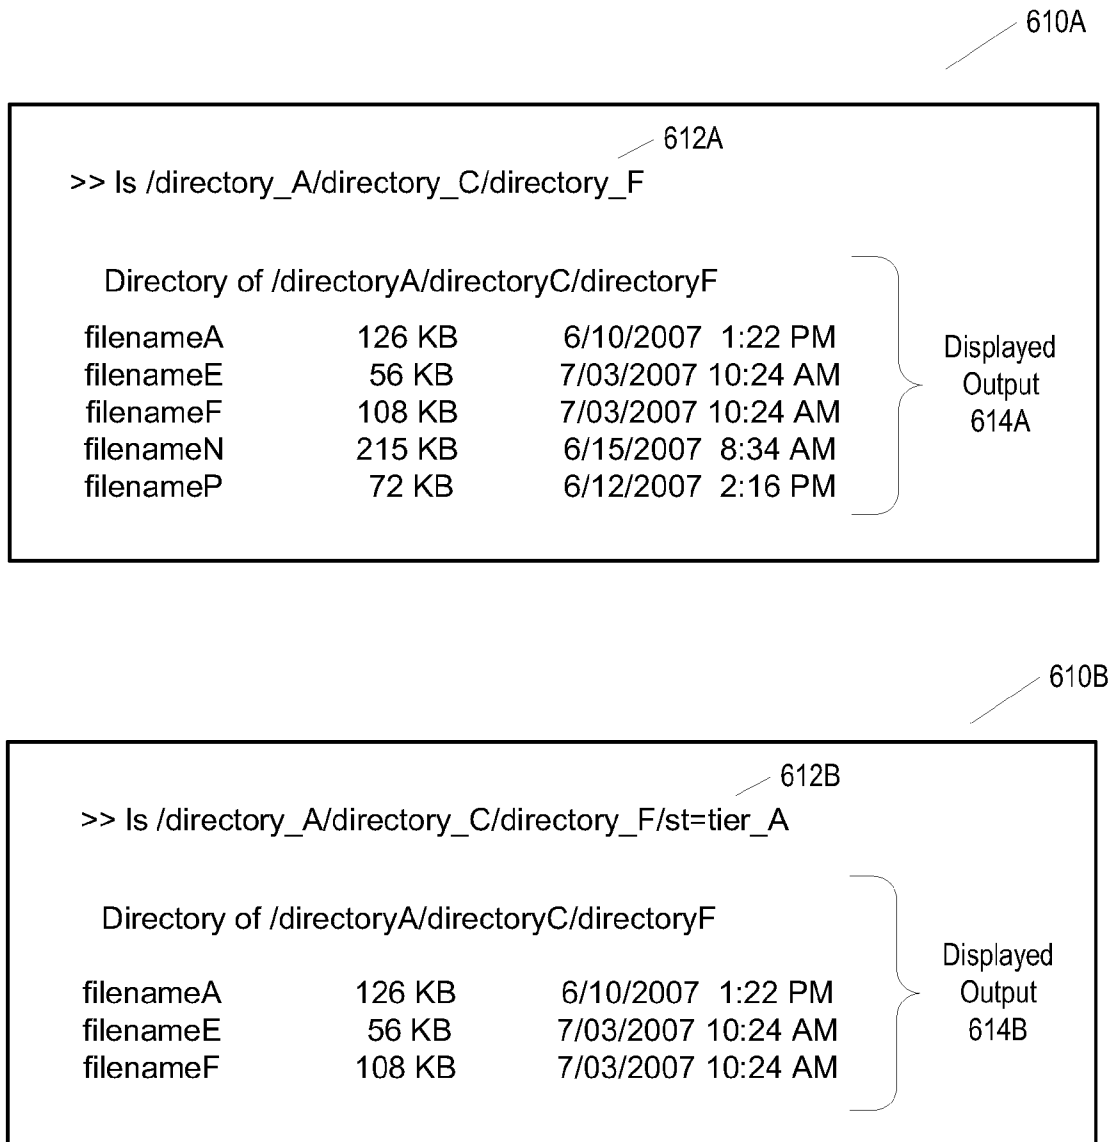 610A
612A
>> ls /directory_A/directory_C/directory_F
Directory of /directoryA/directoryC/directoryF
filenameA 126 KB 6/10/2007 1:22 PM
filenameE 56 KB 7/03/2007 10:24 AM
filenameF 108 KB 7/03/2007 10:24 AM
filenameN 215 KB 6/15/2007 8:34 AM
filenameP 72 KB 6/12/2007 2:16 PM
Displayed
Output
614A
610B
612B
>> ls /directory_A/directory_C/directory_F/st=tier_A
Directory of /directoryA/directoryC/directoryF
filenameA 126 KB 6/10/2007 1:22 PM
filenameE 56 KB 7/03/2007 10:24 AM
filenameF 108 KB 7/03/2007 10:24 AM
Displayed
Output
614B